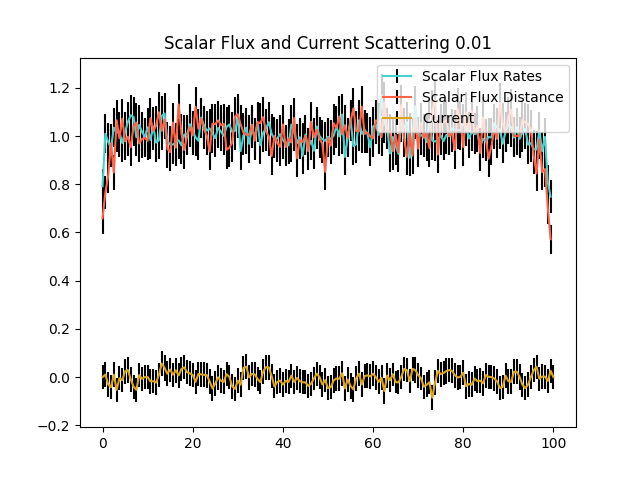 Scalar Flux and Current Scattering 0.01
Scalar Flux Rates
Scalar Flux Distance
Current
1.2
1.0
0.8
0.6
0.4
0.2
0.0
−0.2
0 20 40 60 80 100